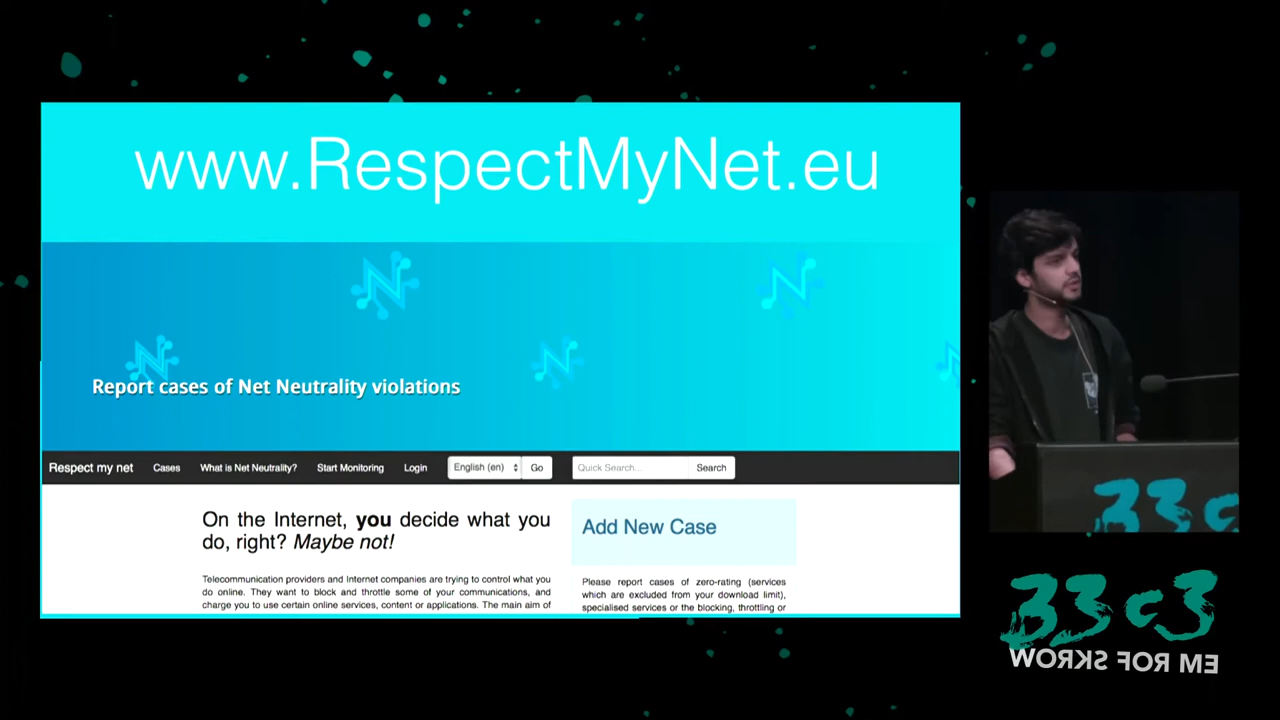 www.RespectMyNet.eu
Report cases of Net Neutrality violations
Respect my net Cases What is Net Neutrality? Start Monitoring Login English (en) Go Quick Search... Search
On the Internet, you decide what you
do, right? Maybe not!
Telecommunication providers and Internet companies are trying to control what you
do online. They want to block and throttle some of your communications, and
charge you to use certain online services, content or applications. The main aim of
Add New Case
Please report cases of zero-rating (services
which are excluded from your download limit),
specialised services or the blocking, throttling or
33c
33c3
WORKS FOR ME